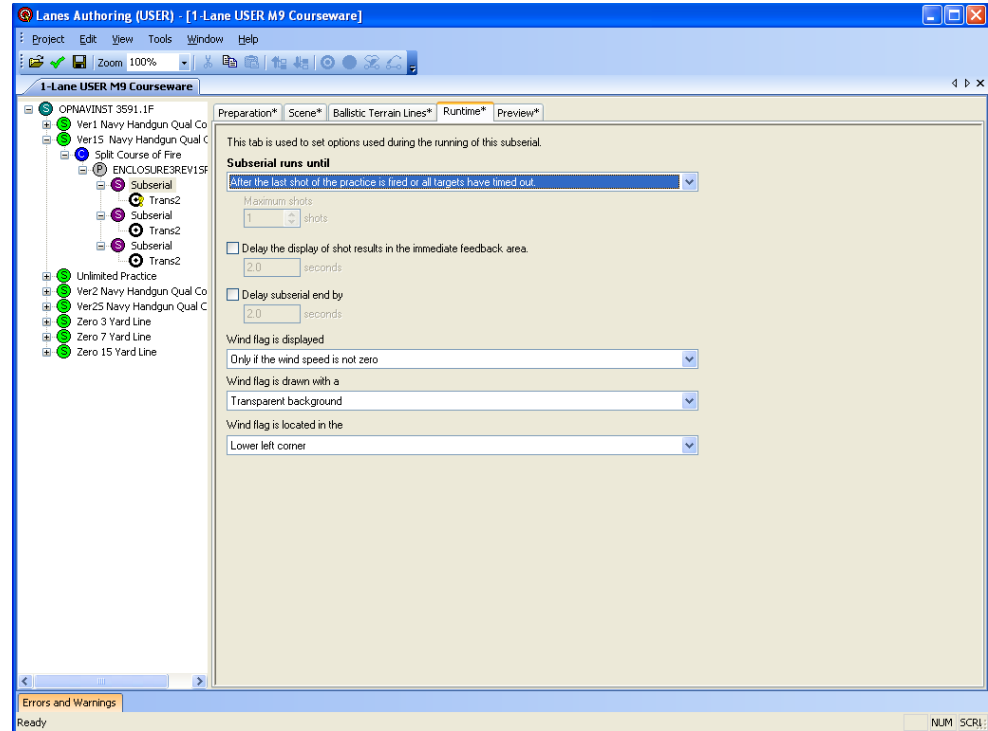 Lanes Authoring (USER) - [1-Lane USER M9 Courseware]
Project Edit View Tools Window Help
Zoom 100%
1-Lane USER M9 Courseware
OPNAVINST 3591.1F
Ver1 Navy Handgun Qual Co
Ver1S Navy Handgun Qual C
Split Course of Fire
ENCLOSURE3REV1SF
Subserial
Trans2
Subserial
Trans2
Subserial
Trans2
Unlimited Practice
Ver2 Navy Handgun Qual Co
Ver2S Navy Handgun Qual C
Zero 3 Yard Line
Zero 7 Yard Line
Zero 15 Yard Line
Preparation* Scene* Ballistic Terrain Lines* Runtime* Preview*
This tab is used to set options used during the running of this subserial.
Subserial runs until
After the last shot of the practice is fired or all targets have timed out.
Maximum shots
1 shots
Delay the display of shot results in the immediate feedback area.
2.0 seconds
Delay subserial end by
2.0 seconds
Wind flag is displayed
Only if the wind speed is not zero
Wind flag is drawn with a
Transparent background
Wind flag is located in the
Lower left corner
Errors and Warnings
Ready
NUM SCRL